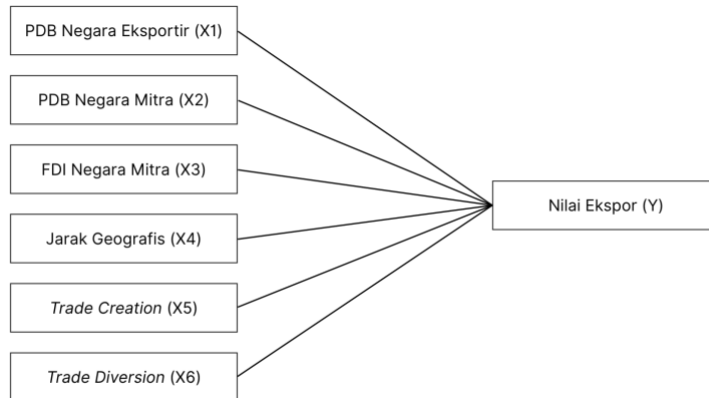 PDB Negara Eksportir (X1)
PDB Negara Mitra (X2)
FDI Negara Mitra (X3)
Nilai Ekspor (Y)
Jarak Geografis (X4)
Trade Creation (X5)
Trade Diversion (X6)